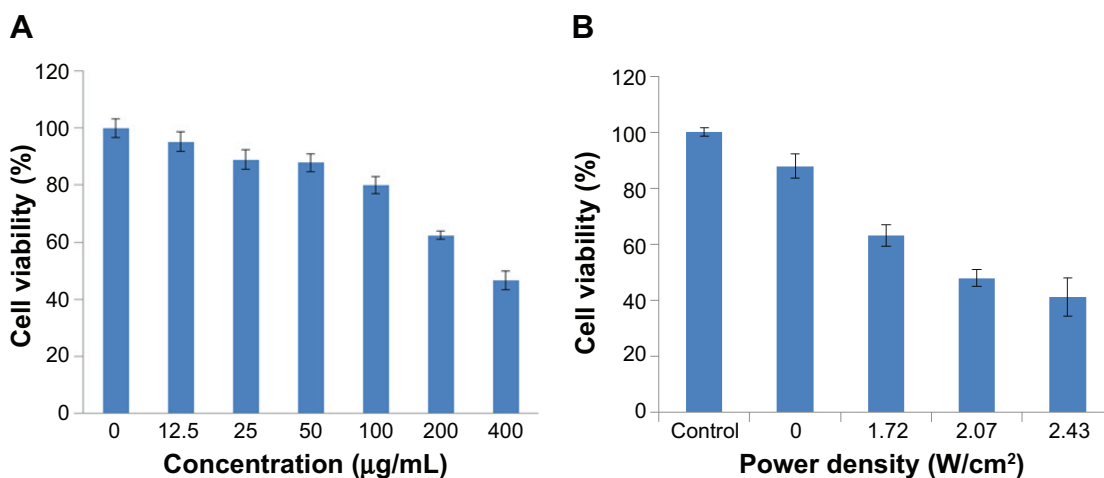 A
Cell viability (%)
120
100
80
60
40
20
0
0 12.5 25 50 100 200 400
Concentration (µg/mL)
B
Cell viability (%)
120
100
80
60
40
20
0
Control 0 1.72 2.07 2.43
Power density (W/cm²)